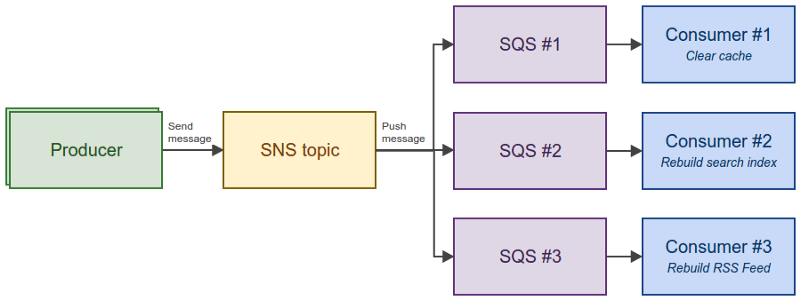 Producer
Send
message
SNS topic
Push
message
SQS #1
Consumer #1
Clear cache
SQS #2
Consumer #2
Rebuild search index
SQS #3
Consumer #3
Rebuild RSS Feed